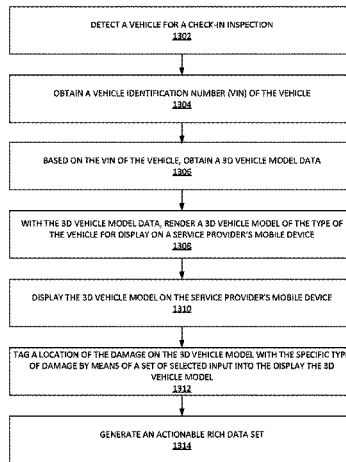 DETECT A VEHICLE FOR A CHECK-IN INSPECTION
1302
OBTAIN A VEHICLE IDENTIFICATION NUMBER (VIN) OF THE VEHICLE
1304
BASED ON THE VIN OF THE VEHICLE, OBTAIN A 3D VEHICLE MODEL DATA
1306
WITH THE 3D VEHICLE MODEL DATA, RENDER A 3D VEHICLE MODEL OF THE TYPE OF
THE VEHICLE FOR DISPLAY ON A SERVICE PROVIDER'S MOBILE DEVICE
1308
DISPLAY THE 3D VEHICLE MODEL ON THE SERVICE PROVIDER'S MOBILE DEVICE
1310
TAG A LOCATION OF THE DAMAGE ON THE 3D VEHICLE MODEL WITH THE SPECIFIC TYPE
OF DAMAGE BY MEANS OF A SET OF SELECTED INPUT INTO THE DISPLAY THE 3D
VEHICLE MODEL
1312
GENERATE AN ACTIONABLE RICH DATA SET
1314